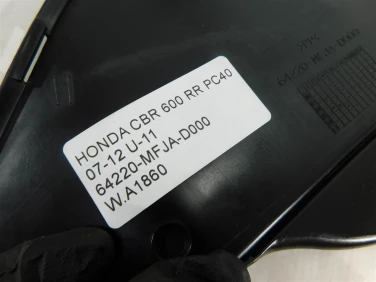 HONDA CBR 600 RR PC40
07-12 U-11
64220-MFJA-D000
W.A1860